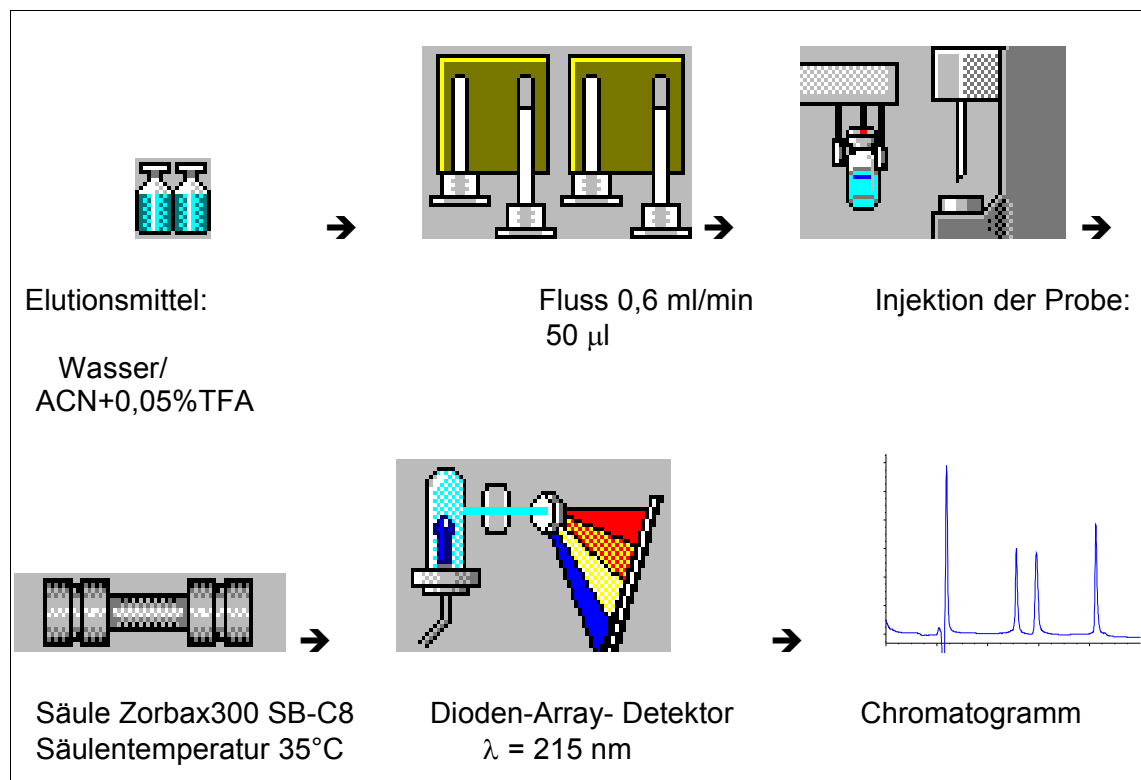 Elutionsmittel:
Fluss 0,6 ml/min
Injektion der Probe:
50 μl
Wasser/
ACN+0,05%TFA
Säule Zorbax300 SB-C8
Dioden-Array- Detektor
Chromatogramm
Säulentemperatur 35°C
λ = 215 nm